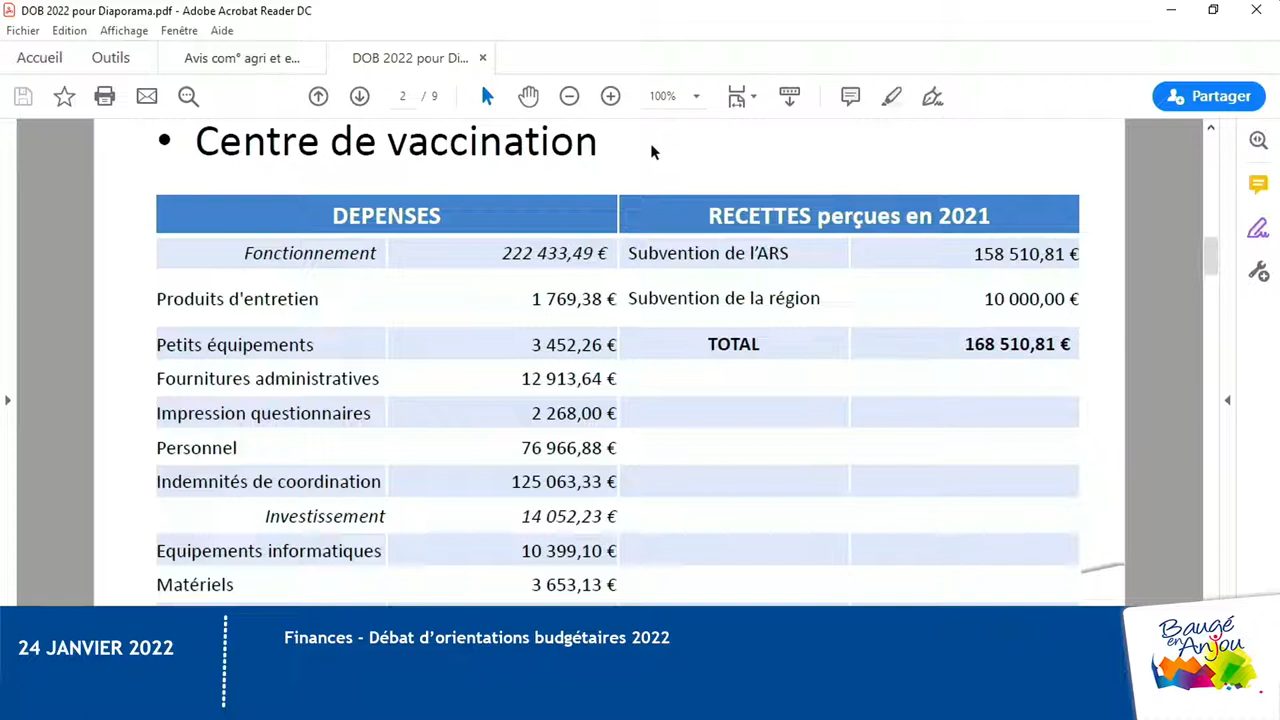 DOB 2022 pour Diaporama.pdf - Adobe Acrobat Reader DC
Fichier Edition Affichage Fenêtre Aide
Accueil Outils Avis com° agri et e... DOB 2022 pour Di... ×
2 / 9 100% Partager
• Centre de vaccination
DEPENSES RECETTES perçues en 2021
Fonctionnement 222 433,49 € Subvention de l'ARS 158 510,81 €
Produits d'entretien 1 769,38 € Subvention de la région 10 000,00 €
Petits équipements 3 452,26 € TOTAL 168 510,81 €
Fournitures administratives 12 913,64 €
Impression questionnaires 2 268,00 €
Personnel 76 966,88 €
Indemnités de coordination 125 063,33 €
Investissement 14 052,23 €
Equipements informatiques 10 399,10 €
Matériels 3 653,13 €
24 JANVIER 2022 Finances - Débat d'orientations budgétaires 2022
Baugé
en Anjou